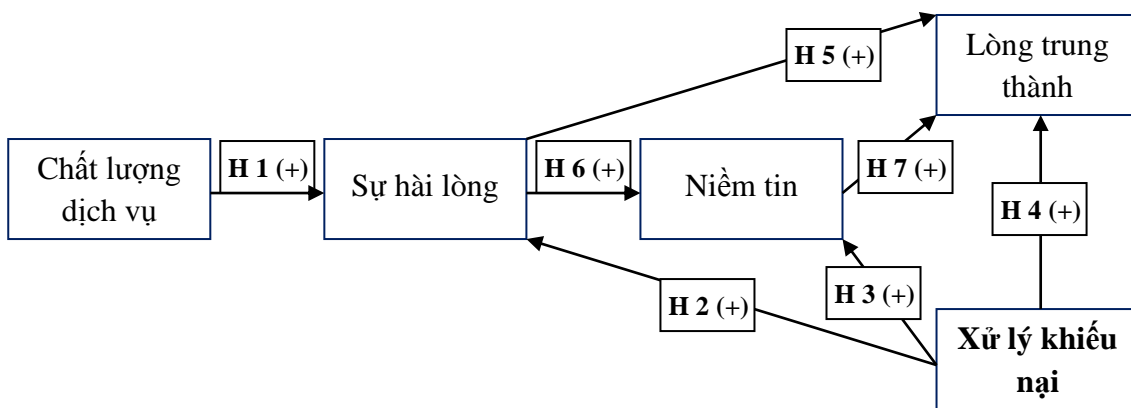 H 5 (+)
Lòng trung
thành
Chất lượng
dịch vụ
H 1 (+)
Sự hài lòng
H 6 (+)
Niềm tin
H 7 (+)
H 4 (+)
H 2 (+)
H 3 (+)
Xử lý khiếu
nại